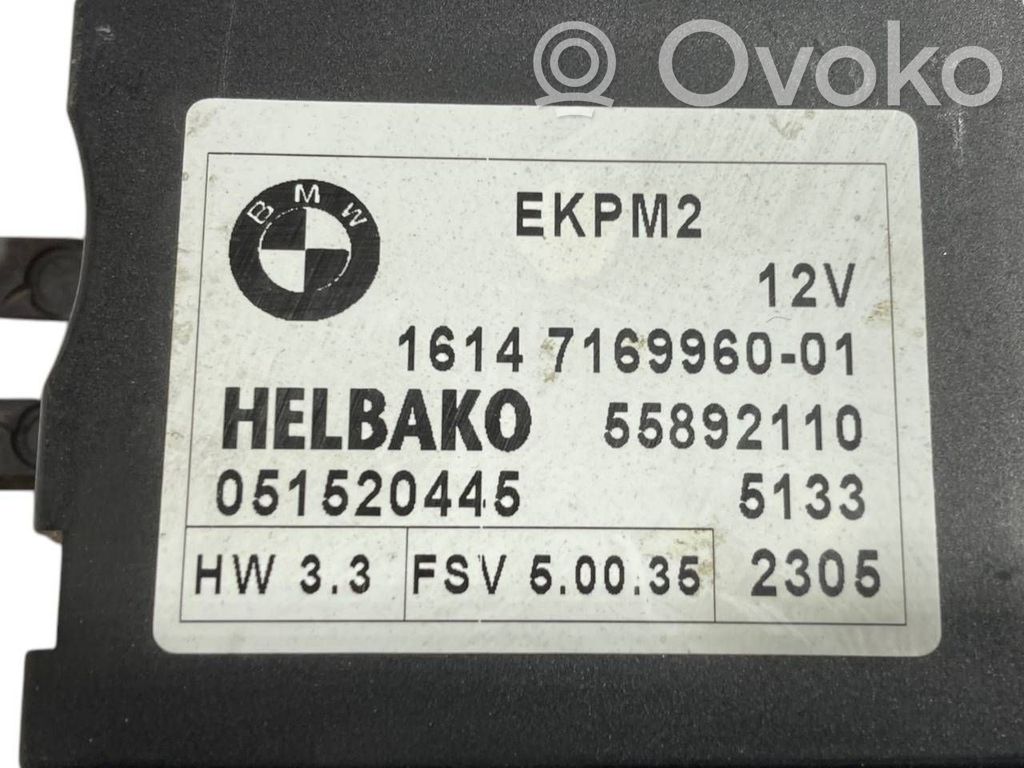 Ovoko
BMW
EKPM2
12V
1614 7169960-01
HELBAKO 55892110
051520445 5133
HW 3.3 FSV 5.00.35 2305